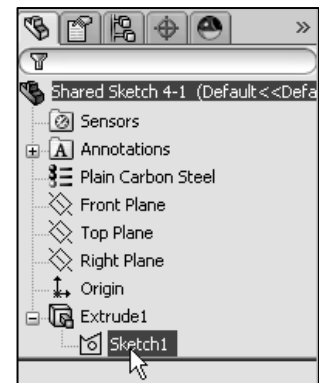 »
Shared Sketch 4-1 (Default<<Defa
Sensors
A Annotations
Plain Carbon Steel
Front Plane
Top Plane
Right Plane
Origin
Extrude1
Sketch1